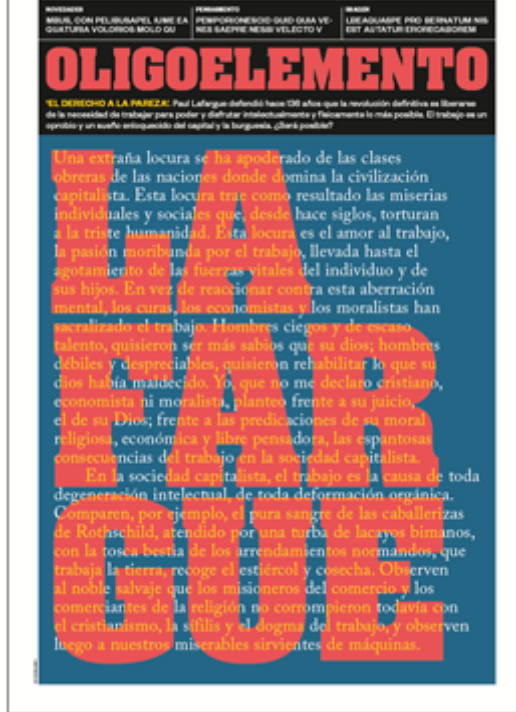 NOVEDADES
MBUS, CON PELIBUSAPEL IUME EA
QUATURIA VOLORIOS MOLO QU
PENSAMIENTO
PEMPORIONESCID QUID QUIA VE-
NES SAEPRE NESSI VELECTO V
IMAGEN
LBEAQUASPE PRO BERNATUM NIS
EST AUTATUR EROREСABOREM
OLIGOELEMENTO
'EL DERECHO A LA PAREZA'. Paul Lafargue defendió hace 136 años que la revolución definitiva es liberarse
de la necesidad de trabajar para poder y disfrutar intelectualmente y físicamente lo más posible. El trabajo es un
oprobio y un sueño enloquecido del capital y la burguesía. ¿Será posible?
LA
FAR
GUE
Una extraña locura se ha apoderado de las clases
obreras de las naciones donde domina la civilización
capitalista. Esta locura trae como resultado las miserias
individuales y sociales que, desde hace siglos, torturan
a la triste humanidad. Esta locura es el amor al trabajo,
la pasión moribunda por el trabajo, llevada hasta el
agotamiento de las fuerzas vitales del individuo y de
sus hijos. En vez de reaccionar contra esta aberración
mental, los curas, los economistas y los moralistas han
sacralizado el trabajo. Hombres ciegos y de escaso
talento, quisieron ser más sabios que su dios; hombres
débiles y despreciables, quisieron rehabilitar lo que su
dios había maldecido. Yo, que no me declaro cristiano,
economista ni moralista, planteo frente a su juicio,
el de su Dios; frente a las predicaciones de su moral
religiosa, económica y libre pensadora, las espantosas
consecuencias del trabajo en la sociedad capitalista.
En la sociedad capitalista, el trabajo es la causa de toda
degeneración intelectual, de toda deformación orgánica.
Comparen, por ejemplo, el pura sangre de las caballerizas
de Rothschild, atendido por una turba de lacayos bimanos,
con la tosca bestia de los arrendamientos normandos, que
trabaja la tierra, recoge el estiércol y cosecha. Observen
al noble salvaje que los misioneros del comercio y los
comerciantes de la religión no corrompieron todavía con
el cristianismo, la sífilis y el dogma del trabajo, y observen
luego a nuestros miserables sirvientes de máquinas.